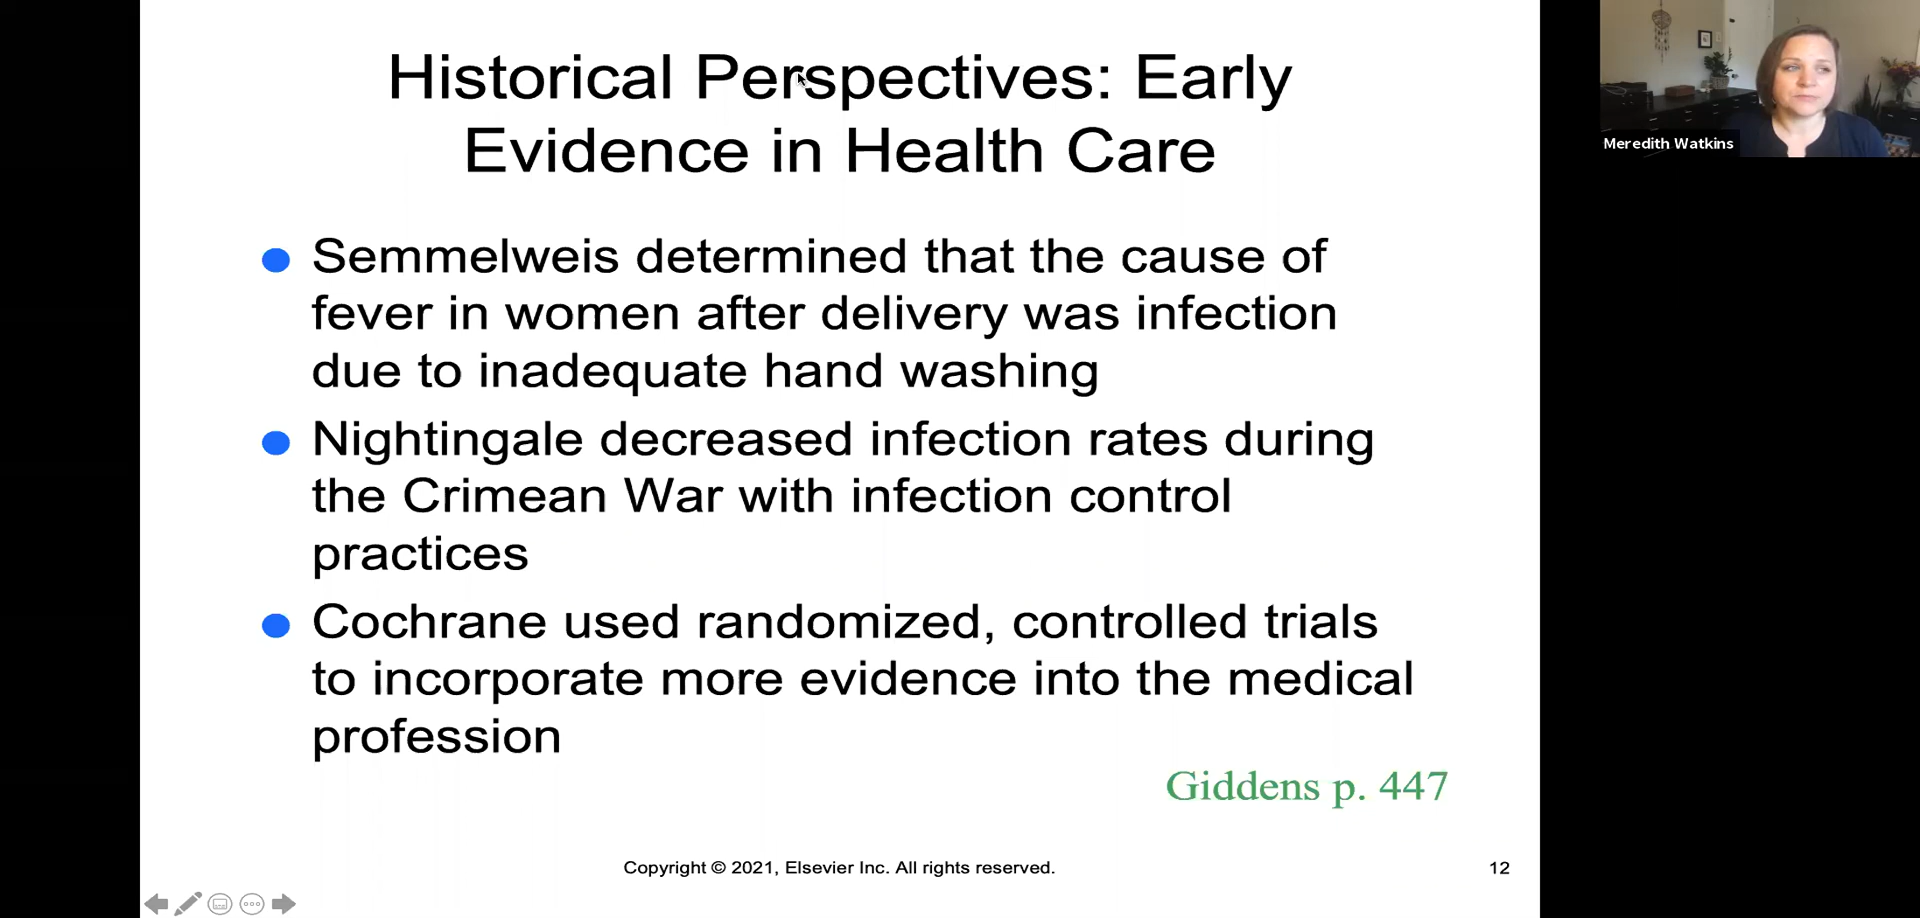 Historical Perspectives: Early
Evidence in Health Care
Semmelweis determined that the cause of
fever in women after delivery was infection
due to inadequate hand washing
Nightingale decreased infection rates during
the Crimean War with infection control
practices
Cochrane used randomized, controlled trials
to incorporate more evidence into the medical
profession
Giddens p. 447
Copyright © 2021, Elsevier Inc. All rights reserved.
12
Meredith Watkins